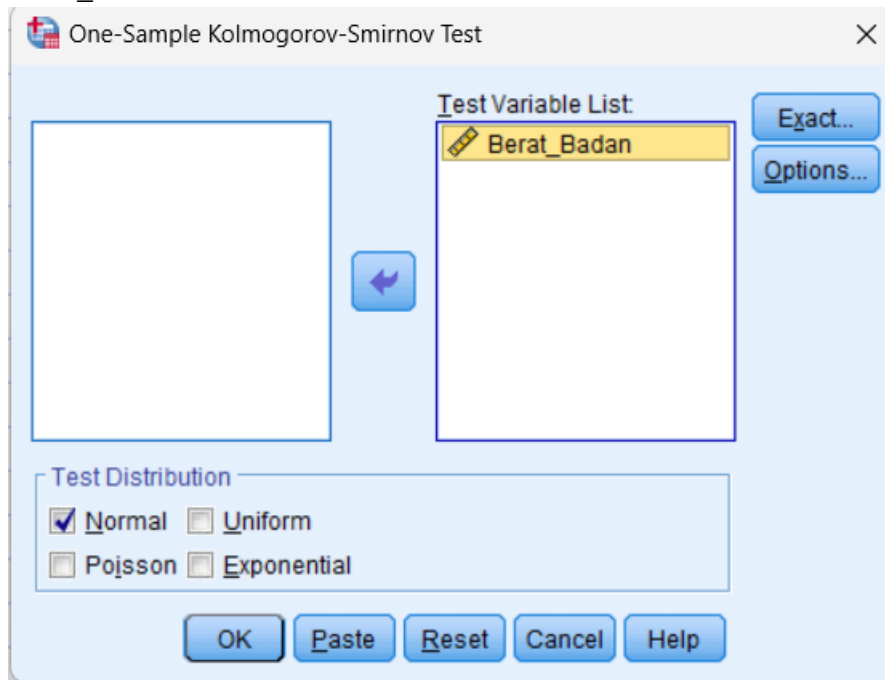 One-Sample Kolmogorov-Smirnov Test
Test Variable List:
Berat_Badan
Exact...
Options...
Test Distribution
Normal Uniform
Poisson Exponential
OK Paste Reset Cancel Help